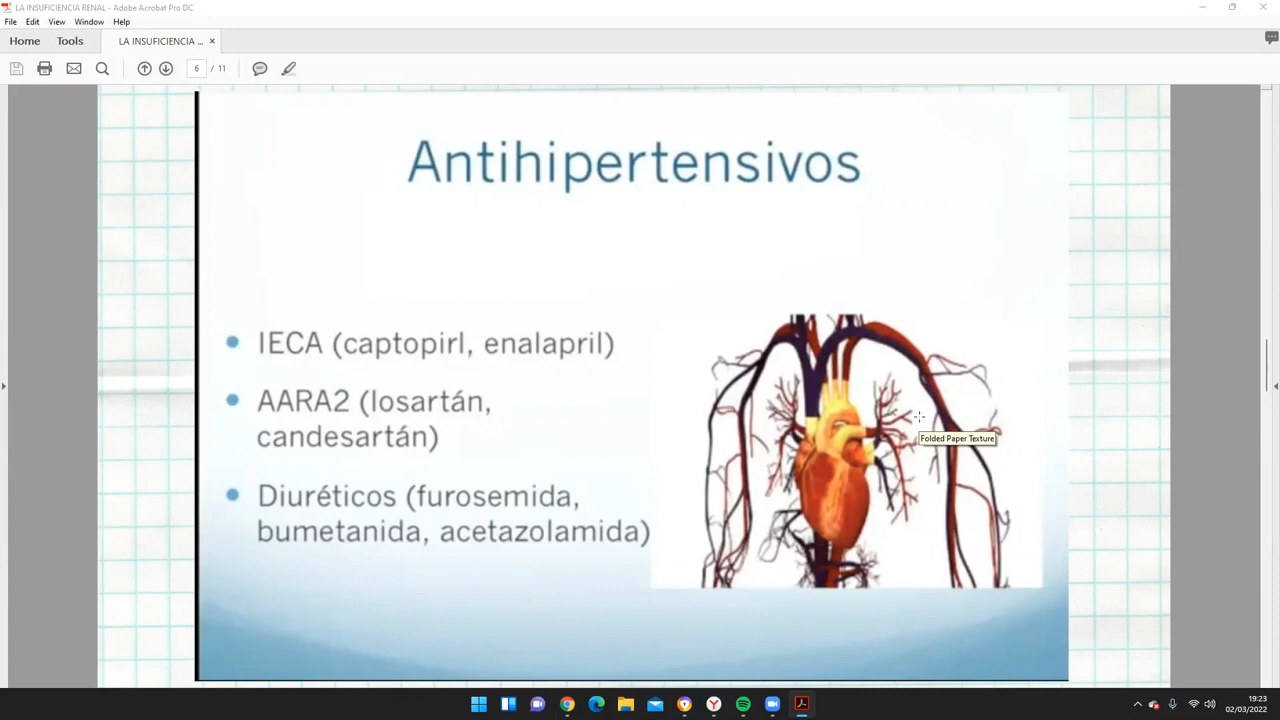 LA INSUFICIENCIA RENAL - Adobe Acrobat Pro DC
File Edit View Window Help
Home Tools LA INSUFICIENCIA ... ×
6 / 11
Antihipertensivos
• IECA (captopirl, enalapril)
• AARA2 (losartán,
candesartán)
• Diuréticos (furosemida,
bumetanida, acetazolamida)
Folded Paper Texture
19:23
02/03/2022